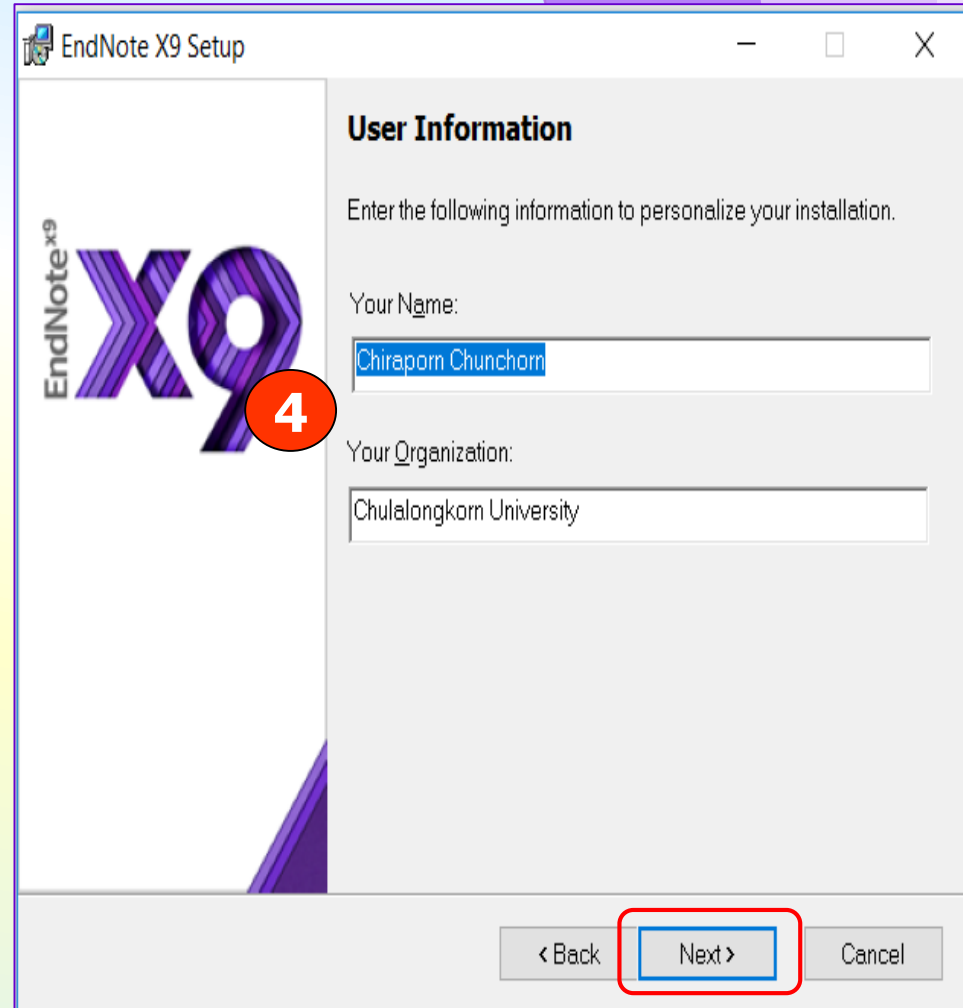 EndNote X9 Setup
User Information
Enter the following information to personalize your installation.
EndNote x9
X9
Your Name:
Chiraporn Chunchorn
4
Your Organization:
Chulalongkorn University
< Back
Next >
Cancel